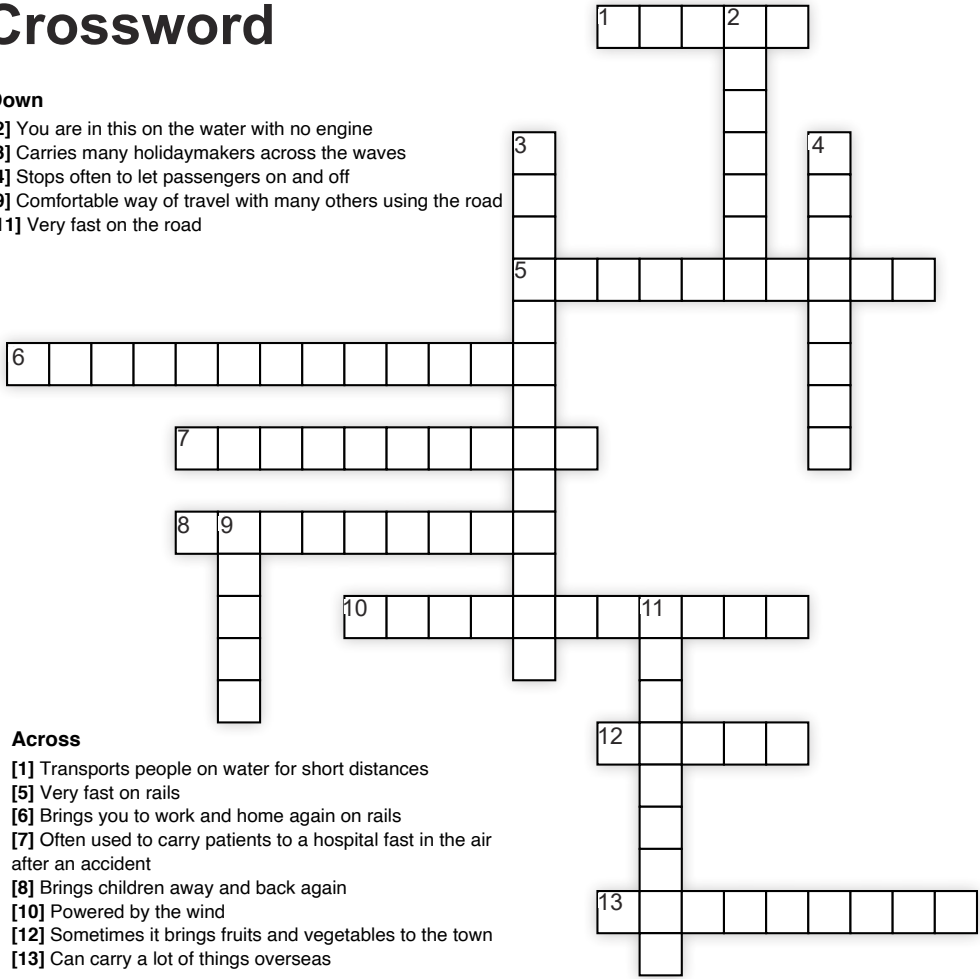 Crossword
1
2
Down
2] You are in this on the water with no engine
3] Carries many holidaymakers across the waves
4] Stops often to let passengers on and off
9] Comfortable way of travel with many others using the road
11] Very fast on the road
3
4
5
6
7
8 9
10 11
12
13
Across
[1] Transports people on water for short distances
[5] Very fast on rails
[6] Brings you to work and home again on rails
[7] Often used to carry patients to a hospital fast in the air
after an accident
[8] Brings children away and back again
[10] Powered by the wind
[12] Sometimes it brings fruits and vegetables to the town
[13] Can carry a lot of things overseas